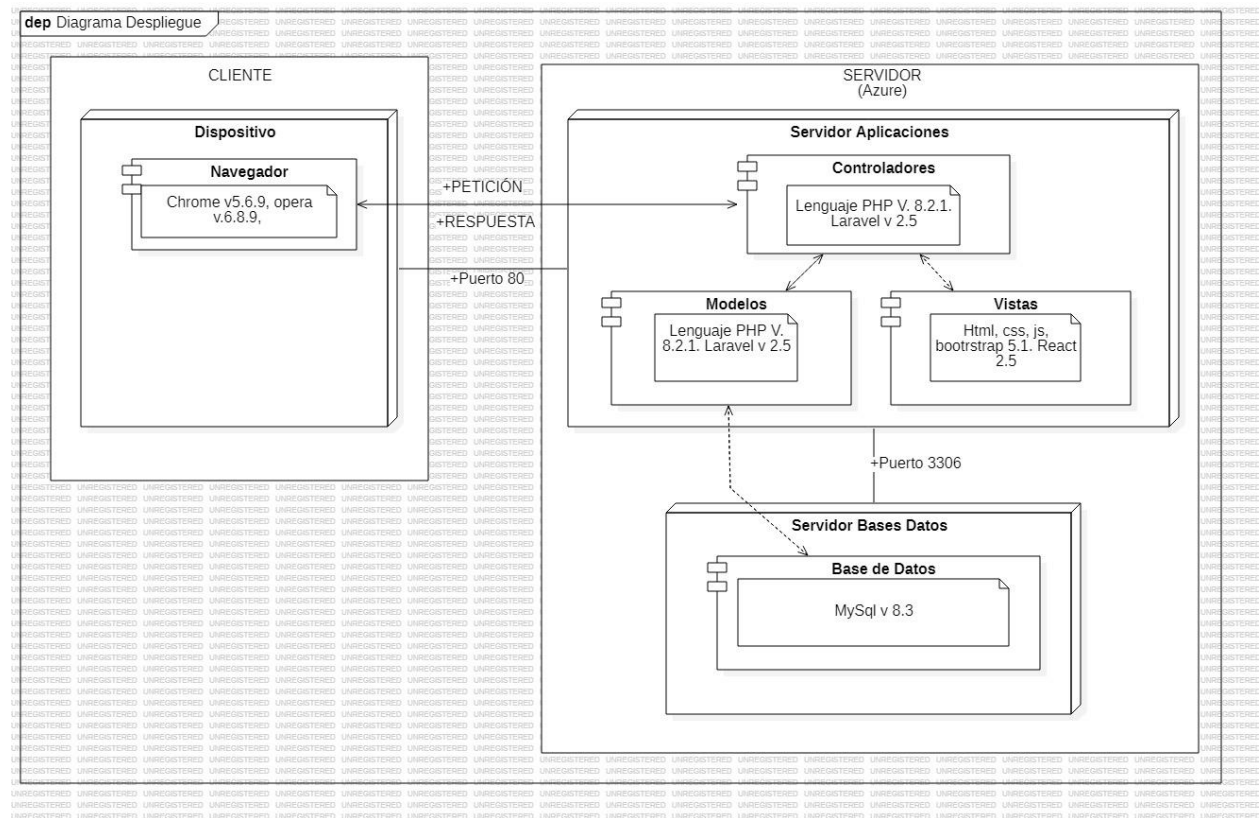 dep Diagrama Despliegue
CLIENTE
Dispositivo
Navegador
Chrome v5.6.9, opera
v.6.8.9,
+PETICIÓN
+RESPUESTA
+Puerto 80
SERVIDOR
(Azure)
Servidor Aplicaciones
Controladores
Lenguaje PHP V. 8.2.1.
Laravel v 2.5
Modelos
Lenguaje PHP V.
8.2.1. Laravel v 2.5
Vistas
Html, css, js,
bootrstrap 5.1. React
2.5
+Puerto 3306
Servidor Bases Datos
Base de Datos
MySql v 8.3
UNREGISTERED